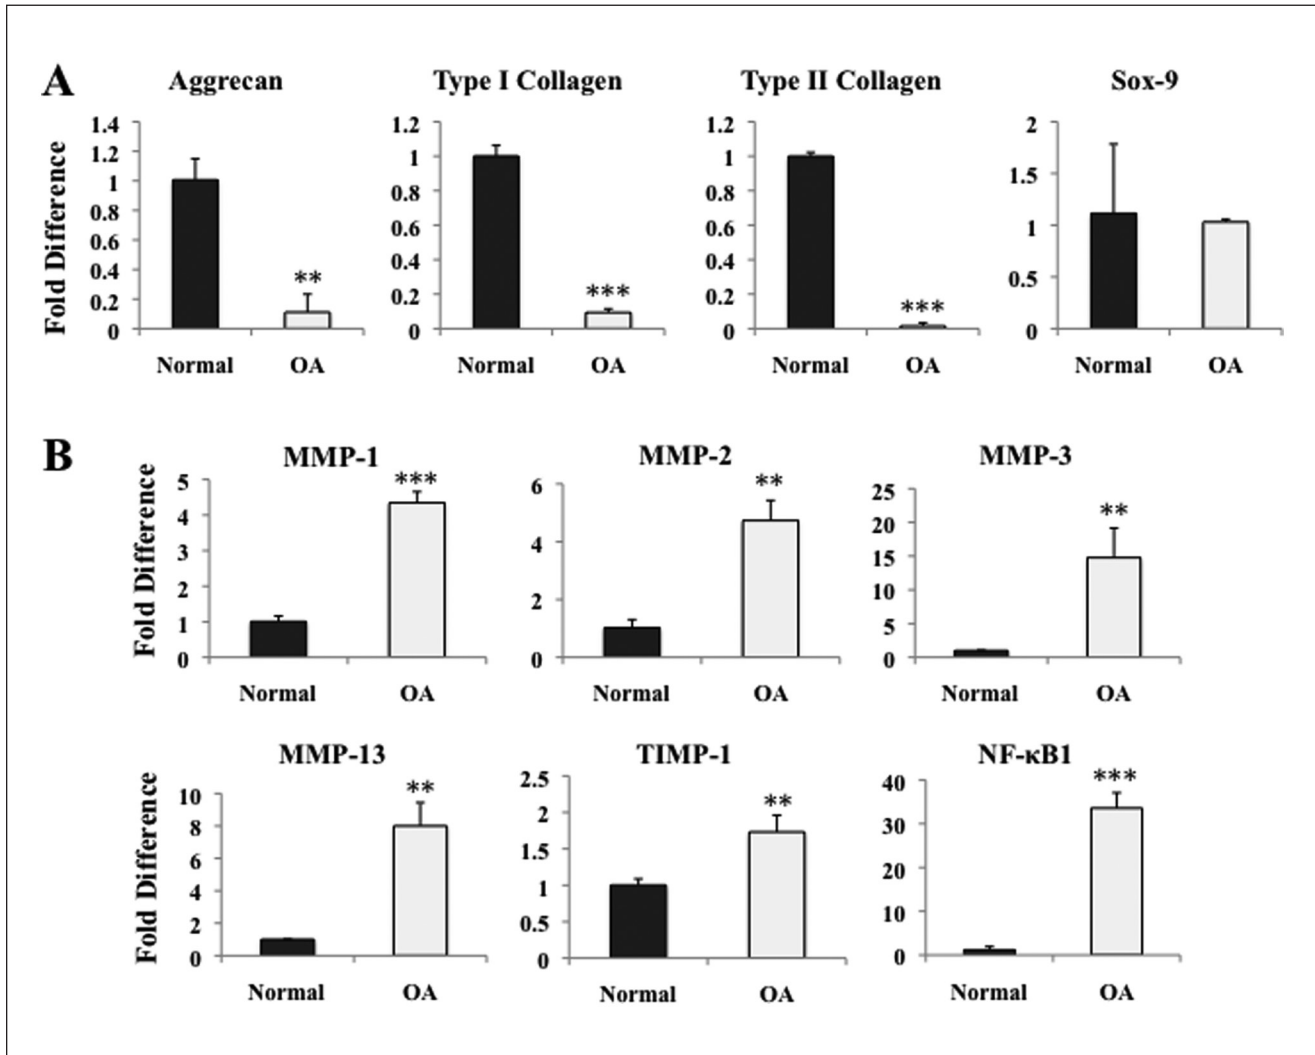 A
Aggrecan
Type I Collagen
Type II Collagen
Sox-9
Fold Difference
1.4
1.2
1
0.8
0.6
0.4
0.2
0
**
Normal
OA
1.2
1
0.8
0.6
0.4
0.2
0
***
Normal
OA
1.2
1
0.8
0.6
0.4
0.2
0
***
Normal
OA
2
1.5
1
0.5
0
Normal
OA
B
MMP-1
MMP-2
MMP-3
Fold Difference
5
4
3
2
1
0
***
Normal
OA
6
4
2
0
**
Normal
OA
25
20
15
10
5
0
**
Normal
OA
MMP-13
TIMP-1
NF-κB1
Fold Difference
10
8
6
4
2
0
**
Normal
OA
2.5
2
1.5
1
0.5
0
**
Normal
OA
40
30
20
10
0
***
Normal
OA